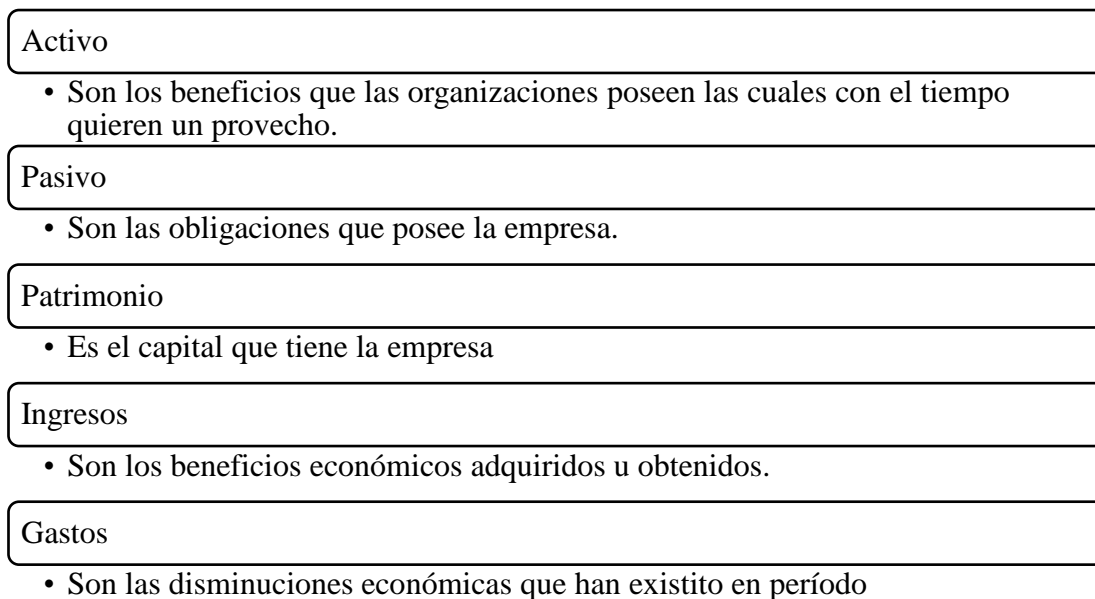 Activo
• Son los beneficios que las organizaciones poseen las cuales con el tiempo
quieren un provecho.
Pasivo
• Son las obligaciones que posee la empresa.
Patrimonio
• Es el capital que tiene la empresa
Ingresos
• Son los beneficios económicos adquiridos u obtenidos.
Gastos
• Son las disminuciones económicas que han existito en período